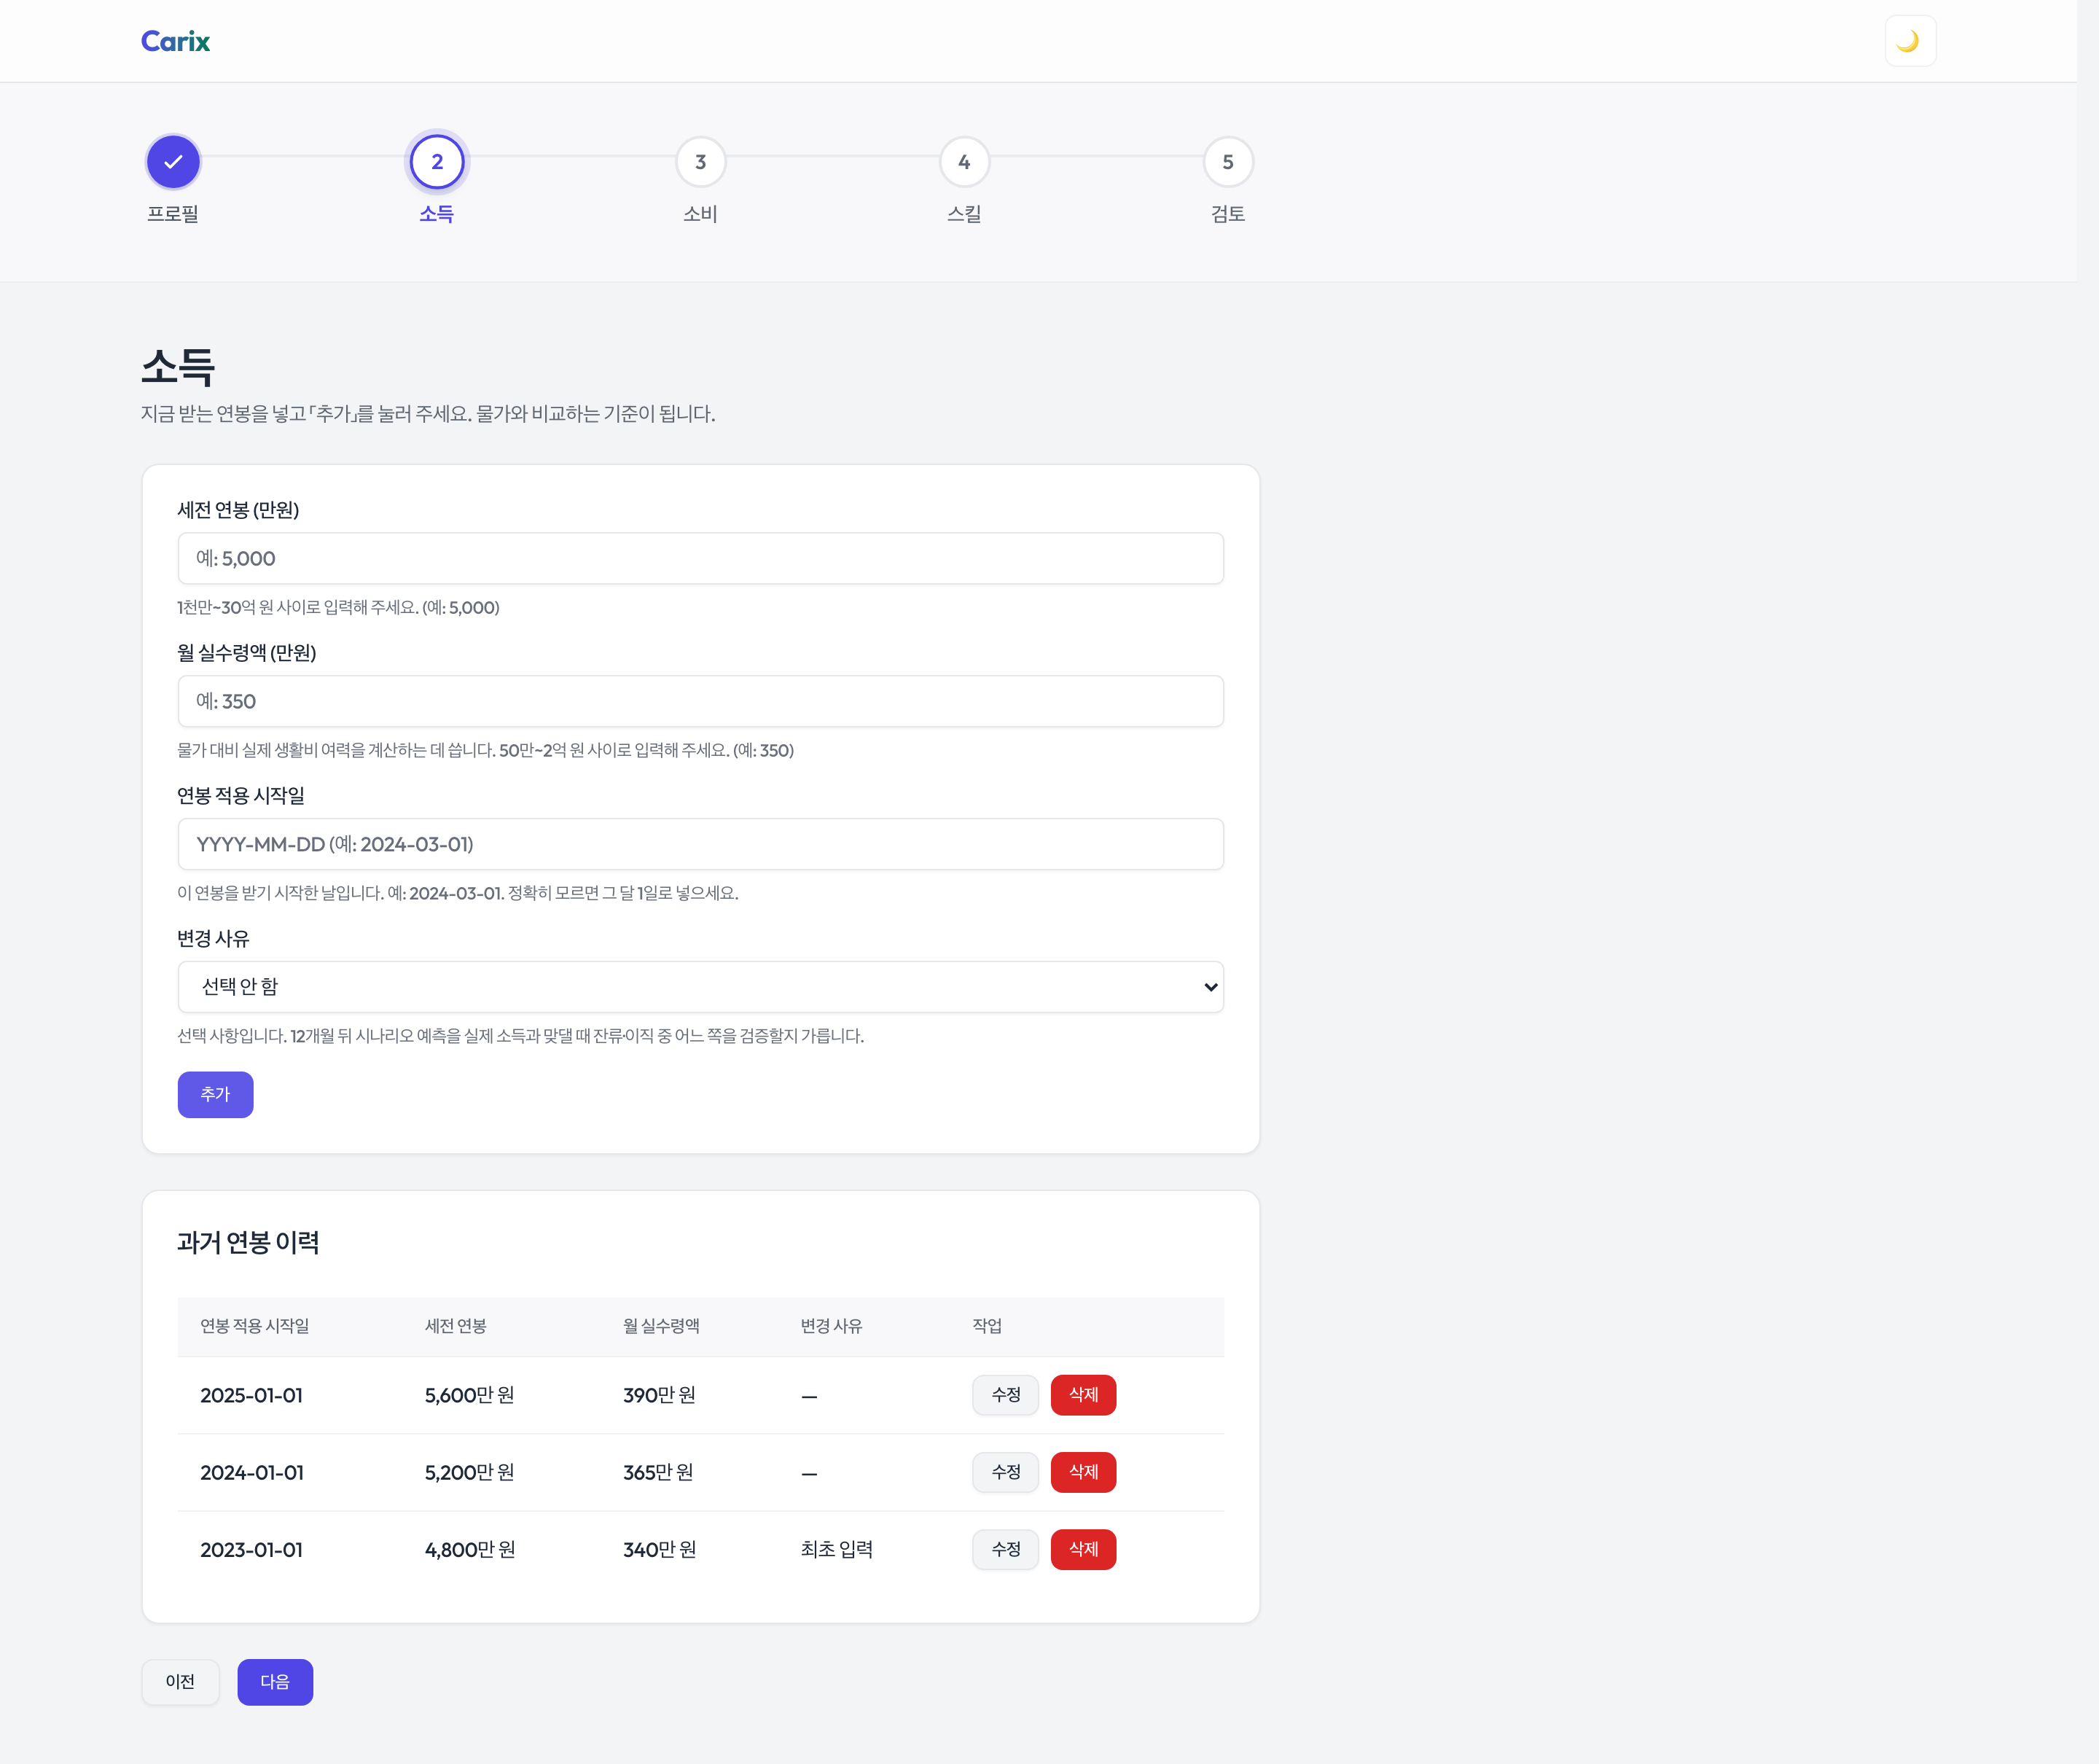 Carix
2
3
4
5
프로필
소득
소비
스킬
검토
소득
지금 받는 연봉을 넣고 「추가」를 눌러 주세요. 물가와 비교하는 기준이 됩니다.
세전 연봉 (만원)
예: 5,000
1천만~30억 원 사이로 입력해 주세요. (예: 5,000)
월 실수령액 (만원)
예: 350
물가 대비 실제 생활비 여력을 계산하는 데 씁니다. 50만~2억 원 사이로 입력해 주세요. (예: 350)
연봉 적용 시작일
YYYY-MM-DD (예: 2024-03-01)
이 연봉을 받기 시작한 날입니다. 예: 2024-03-01. 정확히 모르면 그 달 1일로 넣으세요.
변경 사유
선택 안 함
선택 사항입니다. 12개월 뒤 시나리오 예측을 실제 소득과 맞댈 때 잔류·이직 중 어느 쪽을 검증할지 가릅니다.
추가
과거 연봉 이력
연봉 적용 시작일 세전 연봉 월 실수령액 변경 사유 작업
2025-01-01 5,600만 원 390만 원 — 수정 삭제
2024-01-01 5,200만 원 365만 원 — 수정 삭제
2023-01-01 4,800만 원 340만 원 최초 입력 수정 삭제
이전 다음